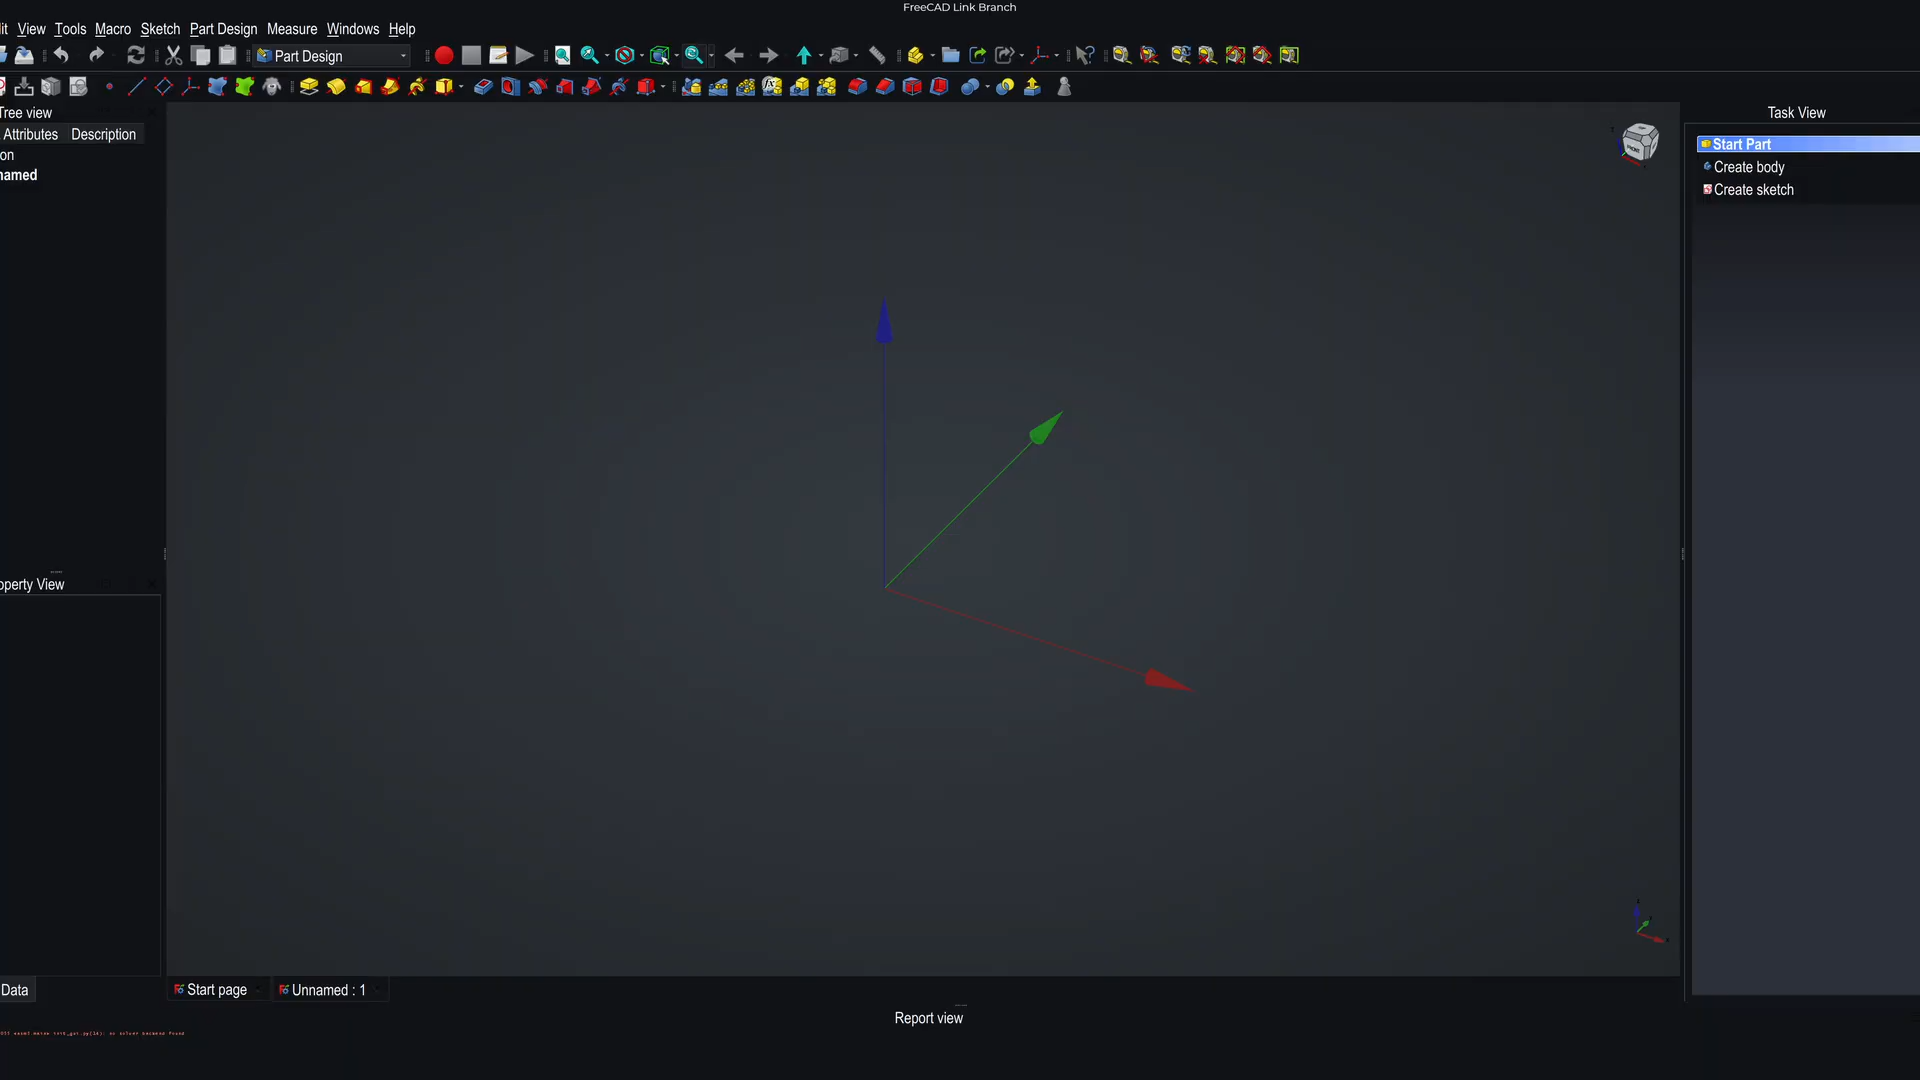 FreeCAD Link Branch
it View Tools Macro Sketch Part Design Measure Windows Help
Part Design
Tree view
Task View
Attributes Description
on
named
Start Part
Create body
Create sketch
FRONT
operty View
Data
Start page
Unnamed : 1
Report view